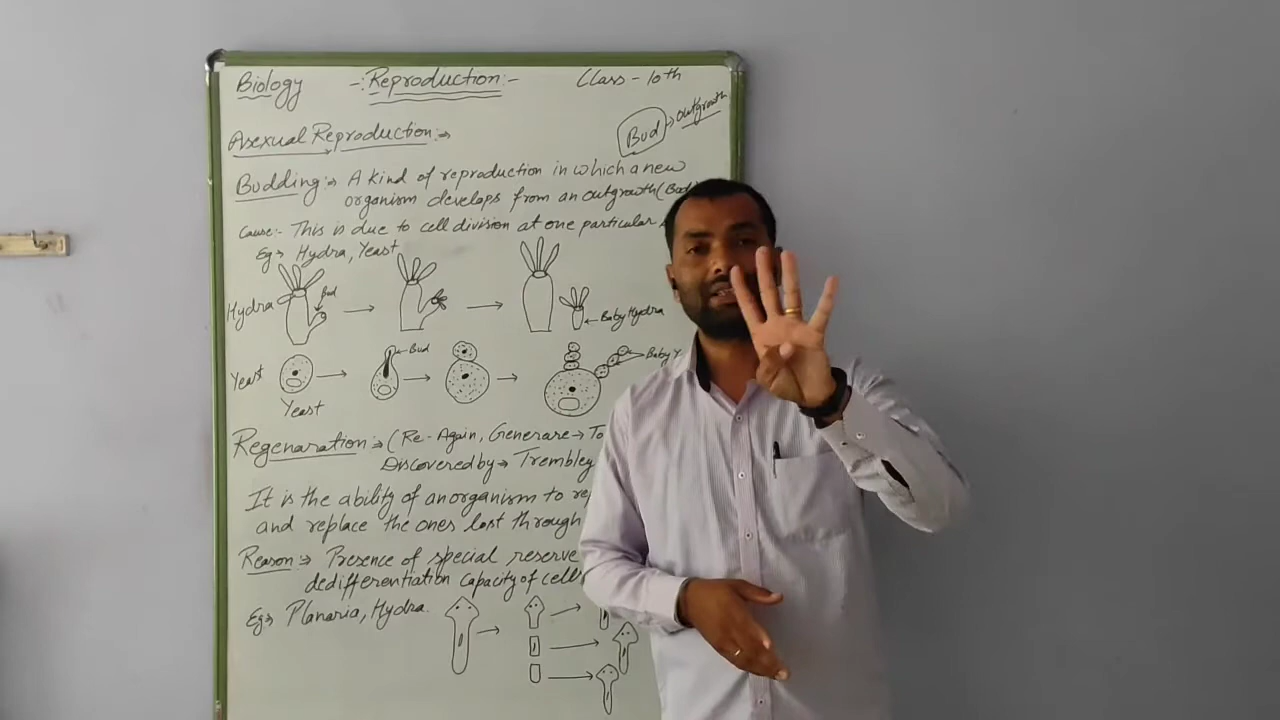 Biology -: Reproduction :- Class - 10th
Bud → outgrowth
Asexual Reproduction :→
Budding :→ A kind of reproduction in which a new
organism develops from an outgrowth (Bud)
Cause:- This is due to cell division at one particular
Eg → Hydra, Yeast
Hydra
Bud
Baby Hydra
Yeast
Bud
Baby Y
Yeast
Regenaration :→ (Re - Again, Generare → To
Discovered by → Trembley
It is the ability of an organism to re
and replace the ones lost through
Reason :→ Presence of special reserve
dedifferentiation capacity of cell
Eg → Planaria, Hydra.